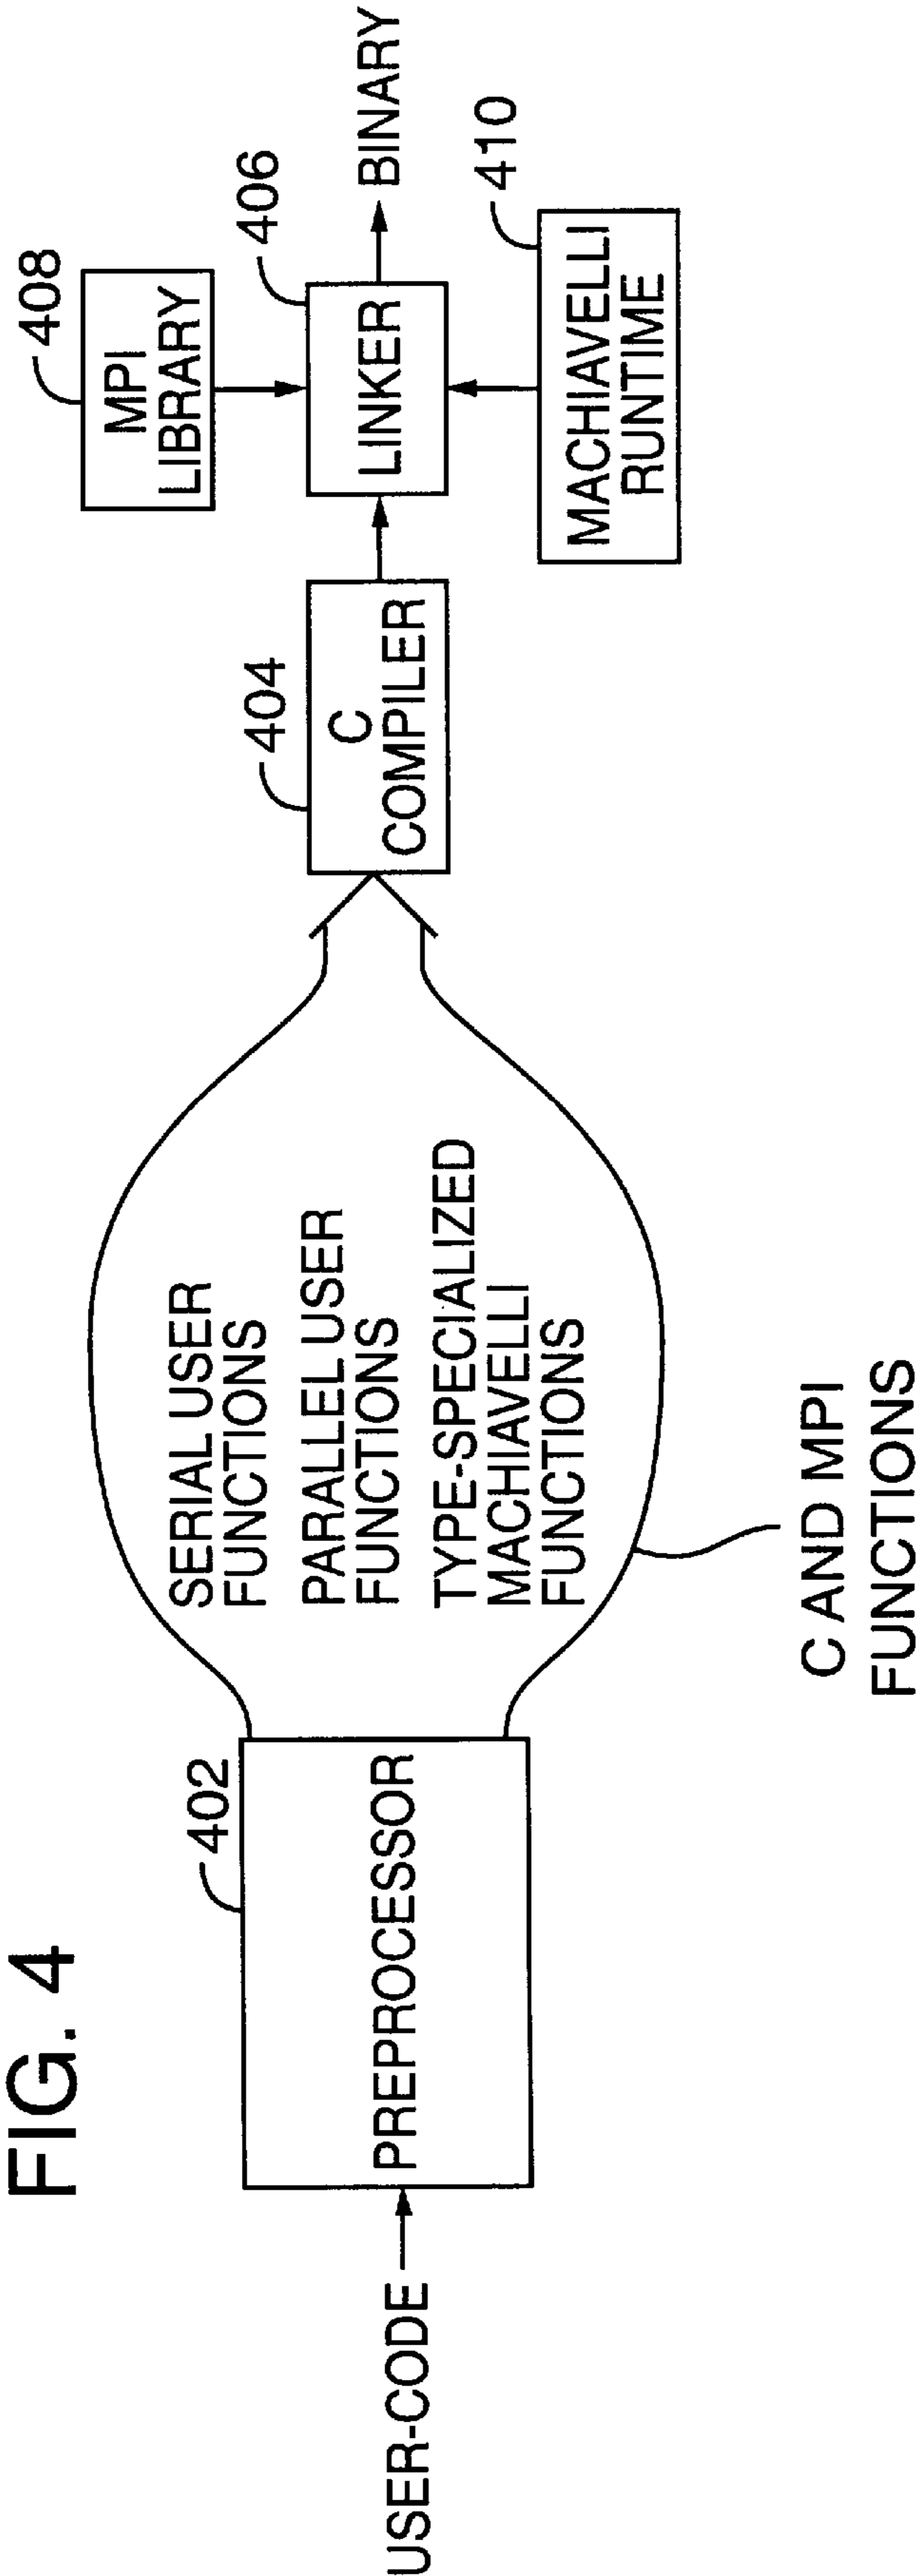 FIG. 4
USER-CODE
402
PREPROCESSOR
SERIAL USER
FUNCTIONS
PARALLEL USER
FUNCTIONS
TYPE-SPECIALIZED
MACHIAVELLI
FUNCTIONS
C AND MPI
FUNCTIONS
404
C
COMPILER
408
MPI
LIBRARY
406
LINKER
BINARY
410
MACHIAVELLI
RUNTIME